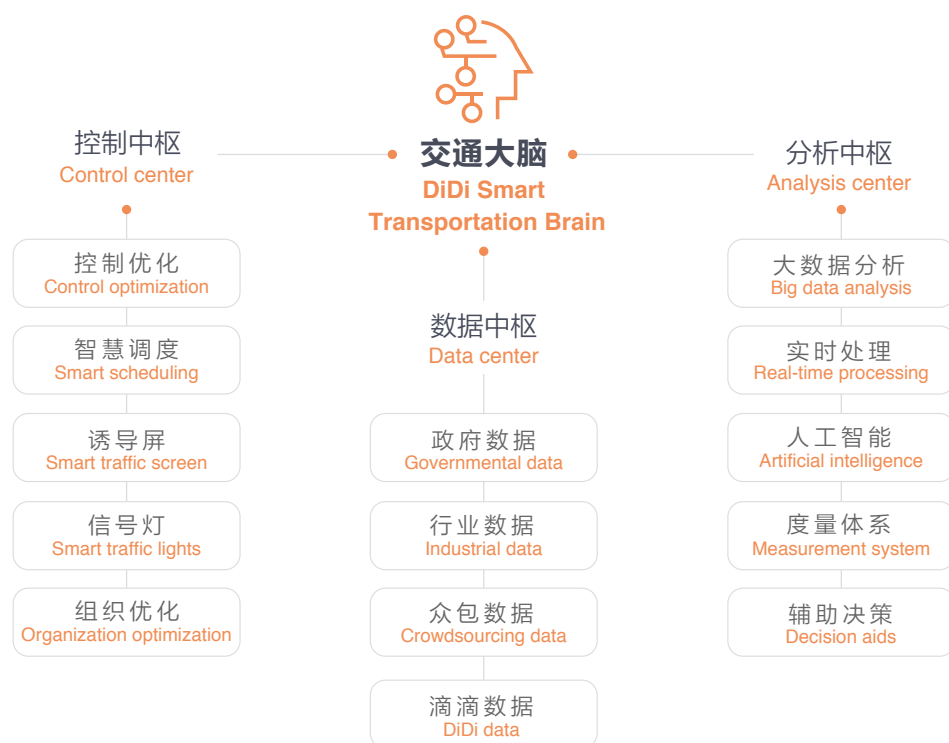 交通大脑
DiDi Smart
Transportation Brain
控制中枢
Control center
控制优化
Control optimization
智慧调度
Smart scheduling
诱导屏
Smart traffic screen
信号灯
Smart traffic lights
组织优化
Organization optimization
数据中枢
Data center
政府数据
Governmental data
行业数据
Industrial data
众包数据
Crowdsourcing data
滴滴数据
DiDi data
分析中枢
Analysis center
大数据分析
Big data analysis
实时处理
Real-time processing
人工智能
Artificial intelligence
度量体系
Measurement system
辅助决策
Decision aids